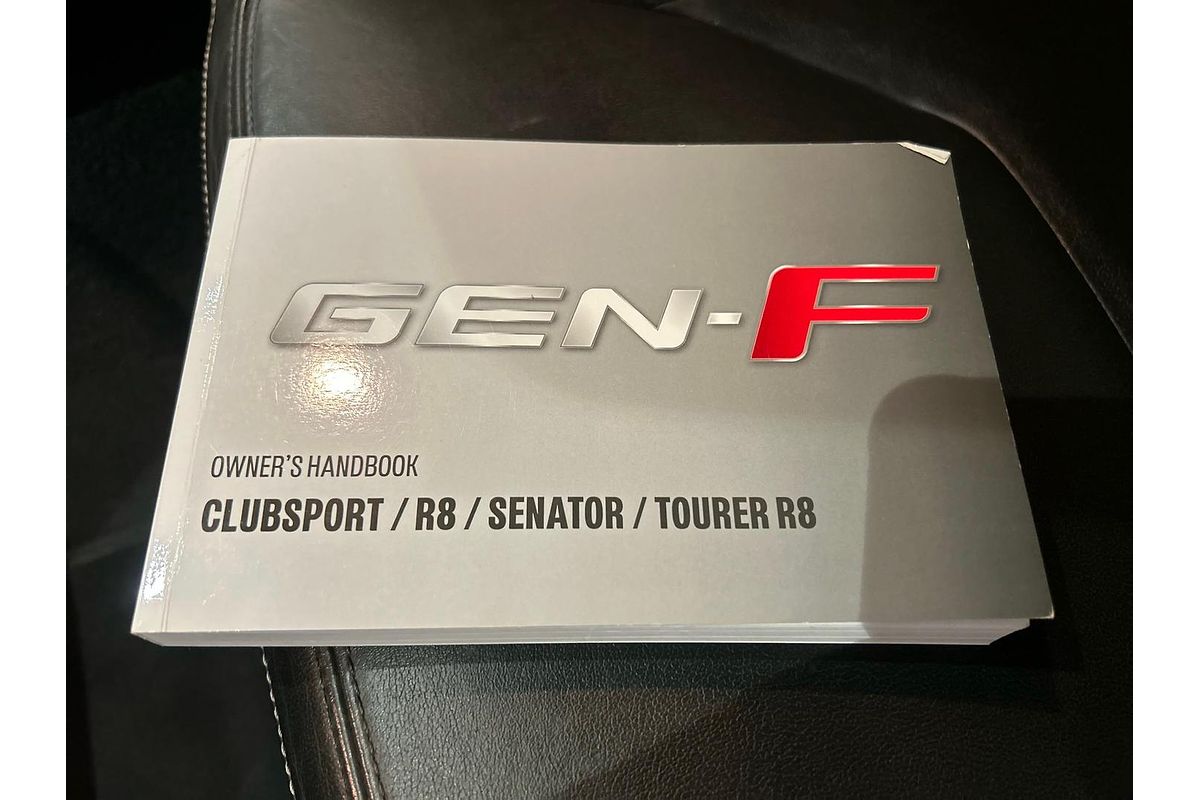 GEN-F
OWNER'S HANDBOOK
CLUBSPORT / R8 / SENATOR / TOURER R8